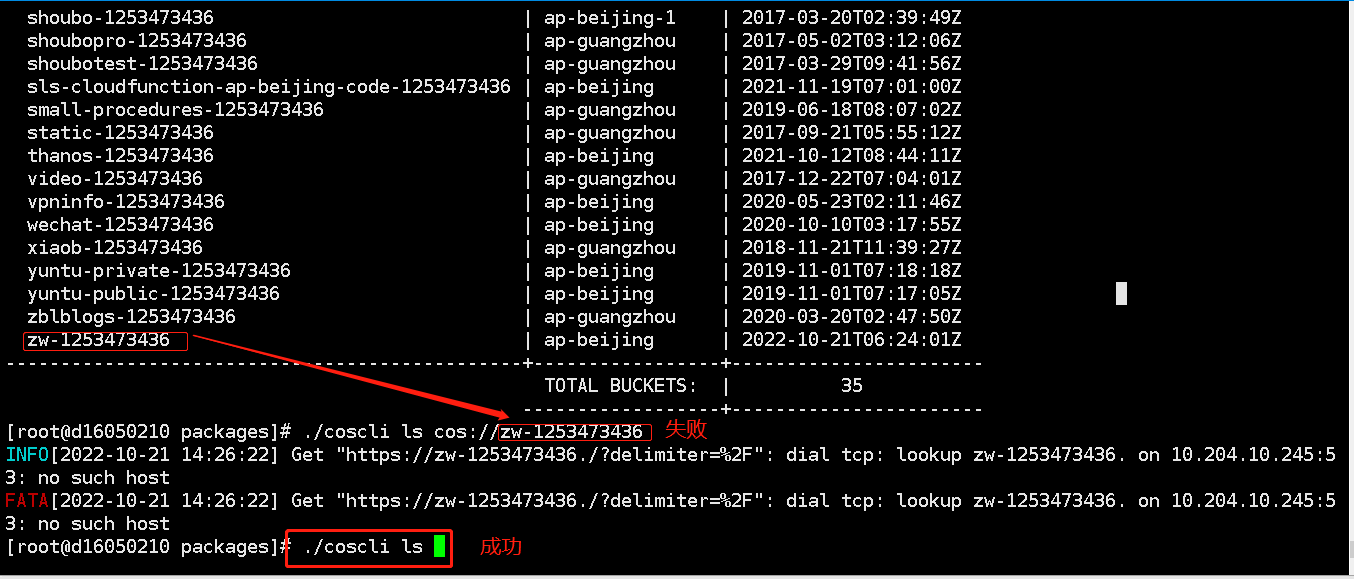 shoubo-1253473436 | ap-beijing-1 | 2017-03-20T02:39:49Z
shoubopro-1253473436 | ap-guangzhou | 2017-05-02T03:12:06Z
shoubotest-1253473436 | ap-guangzhou | 2017-03-29T09:41:56Z
sls-cloudfunction-ap-beijing-code-1253473436 | ap-beijing | 2021-11-19T07:01:00Z
small-procedures-1253473436 | ap-guangzhou | 2019-06-18T08:07:02Z
static-1253473436 | ap-guangzhou | 2017-09-21T05:55:12Z
thanos-1253473436 | ap-beijing | 2021-10-12T08:44:11Z
video-1253473436 | ap-guangzhou | 2017-12-22T07:04:01Z
vpninfo-1253473436 | ap-beijing | 2020-05-23T02:11:46Z
wechat-1253473436 | ap-beijing | 2020-10-10T03:17:55Z
xiaob-1253473436 | ap-guangzhou | 2018-11-21T11:39:27Z
yuntu-private-1253473436 | ap-beijing | 2019-11-01T07:18:18Z
yuntu-public-1253473436 | ap-beijing | 2019-11-01T07:17:05Z
zblblogs-1253473436 | ap-guangzhou | 2020-03-20T02:47:50Z
zw-1253473436 | ap-beijing | 2022-10-21T06:24:01Z
-----------------------------------------------+-----------------+-----------------------
TOTAL BUCKETS: | 35
------------------+-----------------------
[root@d16050210 packages]# ./coscli ls cos://zw-1253473436 失败
INFO[2022-10-21 14:26:22] Get "https://zw-1253473436./?delimiter=%2F": dial tcp: lookup zw-1253473436. on 10.204.10.245:5
3: no such host
FATA[2022-10-21 14:26:22] Get "https://zw-1253473436./?delimiter=%2F": dial tcp: lookup zw-1253473436. on 10.204.10.245:5
3: no such host
[root@d16050210 packages]# ./coscli ls 成功